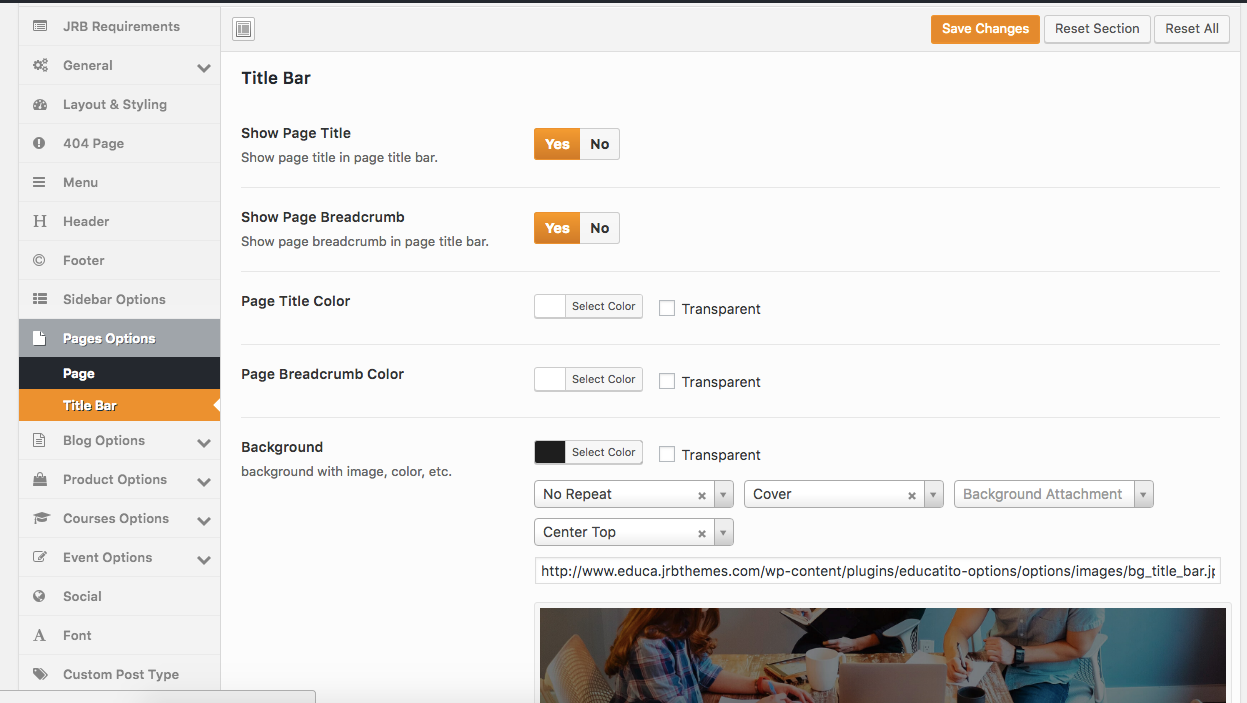 JRB Requirements
General
Layout & Styling
404 Page
Menu
Header
Footer
Sidebar Options
Pages Options
Page
Title Bar
Blog Options
Product Options
Courses Options
Event Options
Social
Font
Custom Post Type
Save Changes Reset Section Reset All
Title Bar
Show Page Title
Show page title in page title bar.
Yes No
Show Page Breadcrumb
Show page breadcrumb in page title bar.
Yes No
Page Title Color
Select Color Transparent
Page Breadcrumb Color
Select Color Transparent
Background
background with image, color, etc.
Select Color Transparent
No Repeat Cover Background Attachment
Center Top
http://www.educa.jrbthemes.com/wp-content/plugins/educatito-options/options/images/bg_title_bar.jp